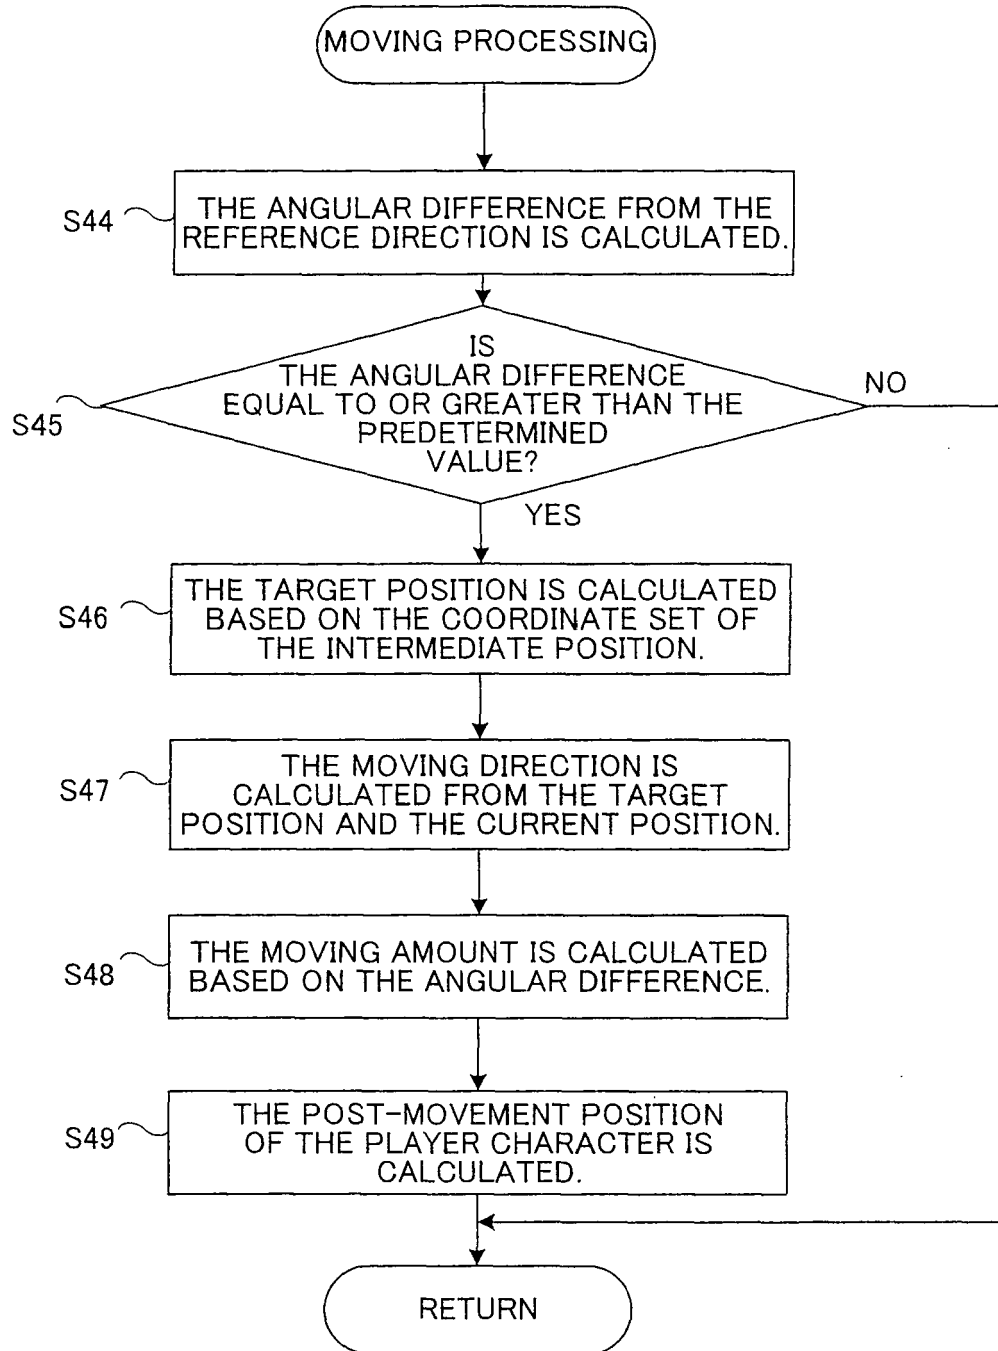 MOVING PROCESSING
S44
THE ANGULAR DIFFERENCE FROM THE
REFERENCE DIRECTION IS CALCULATED.
S45
IS
THE ANGULAR DIFFERENCE
EQUAL TO OR GREATER THAN THE
PREDETERMINED
VALUE?
NO
YES
S46
THE TARGET POSITION IS CALCULATED
BASED ON THE COORDINATE SET OF
THE INTERMEDIATE POSITION.
S47
THE MOVING DIRECTION IS
CALCULATED FROM THE TARGET
POSITION AND THE CURRENT POSITION.
S48
THE MOVING AMOUNT IS CALCULATED
BASED ON THE ANGULAR DIFFERENCE.
S49
THE POST-MOVEMENT POSITION
OF THE PLAYER CHARACTER IS
CALCULATED.
RETURN